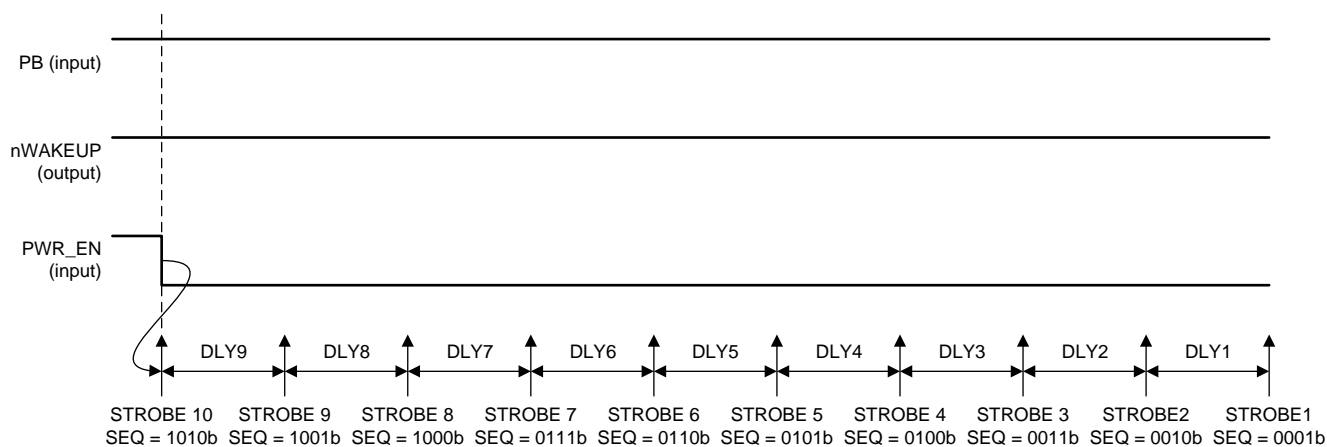 PB (input)
nWAKEUP
(output)
PWR_EN
(input)
DLY9 DLY8 DLY7 DLY6 DLY5 DLY4 DLY3 DLY2 DLY1
STROBE 10 STROBE 9 STROBE 8 STROBE 7 STROBE 6 STROBE 5 STROBE 4 STROBE 3 STROBE2 STROBE1
SEQ = 1010b SEQ = 1001b SEQ = 1000b SEQ = 0111b SEQ = 0110b SEQ = 0101b SEQ = 0100b SEQ = 0011b SEQ = 0010b SEQ = 0001b